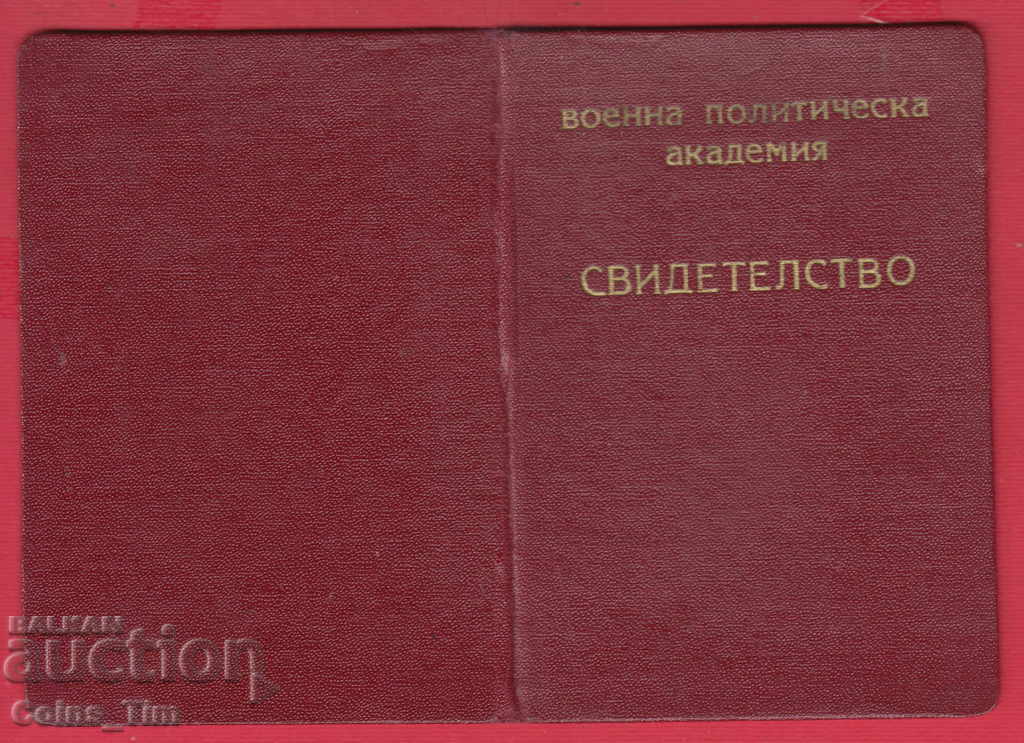 военна политическа
академия
СВИДЕТЕЛСТВО
BALKAN
auction
Coins_Tim